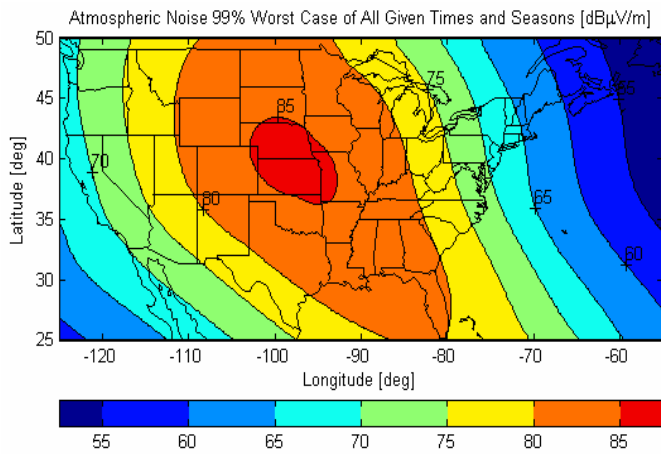 Atmospheric Noise 99% Worst Case of All Given Times and Seasons [dBµV/m]
50
45
40
35
30
25
Latitude [deg]
75
85
55
70
80
65
60
-120 -110 -100 -90 -80 -70 -60
Longitude [deg]
55 60 65 70 75 80 85